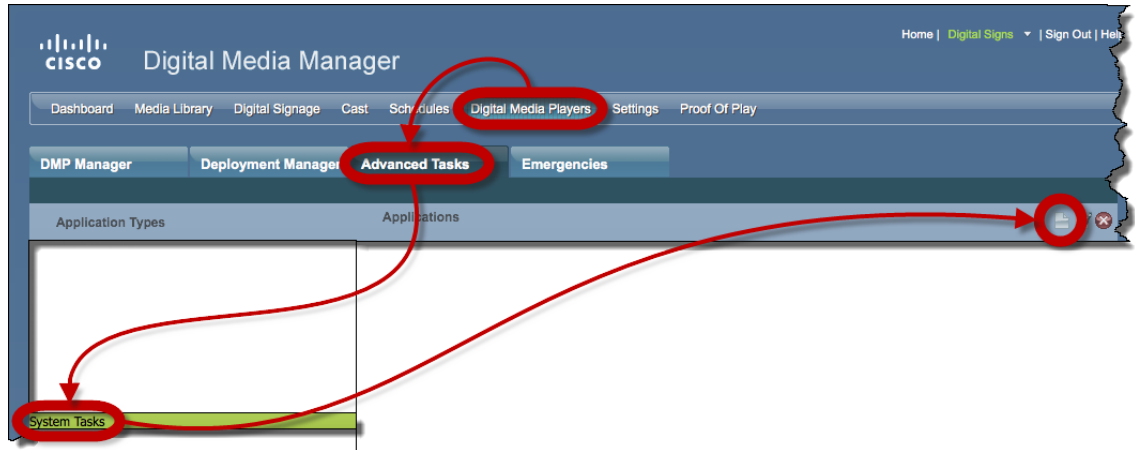 Home | Digital Signs | Sign Out | Help
CISCO Digital Media Manager
Dashboard Media Library Digital Signage Cast Schedules Digital Media Players Settings Proof Of Play
DMP Manager Deployment Manager Advanced Tasks Emergencies
Application Types Applications
System Tasks